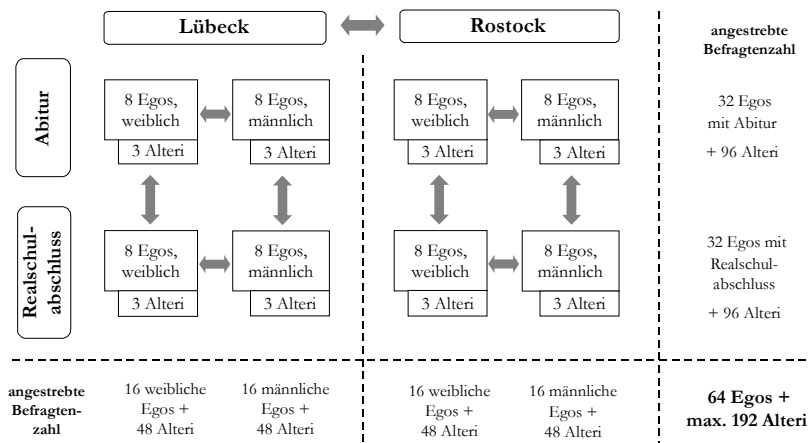 Lübeck
Rostock
angestrebte
Befragtenzahl
Abitur
8 Egos,
weiblich
3 Alteri
8 Egos,
männlich
3 Alteri
8 Egos,
weiblich
3 Alteri
8 Egos,
männlich
3 Alteri
32 Egos
mit Abitur
+ 96 Alteri
Realschul-
abschluss
8 Egos,
weiblich
3 Alteri
8 Egos,
männlich
3 Alteri
8 Egos,
weiblich
3 Alteri
8 Egos,
männlich
3 Alteri
32 Egos mit
Realschul-
abschluss
+ 96 Alteri
angestrebte
Befragten-
zahl
16 weibliche
Egos +
48 Alteri
16 männliche
Egos +
48 Alteri
16 weibliche
Egos +
48 Alteri
16 männliche
Egos +
48 Alteri
64 Egos +
max. 192 Alteri